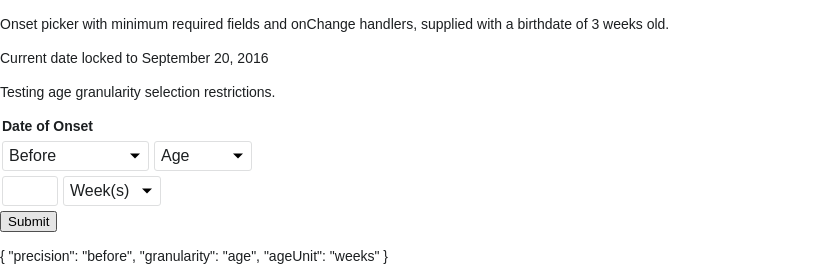 Onset picker with minimum required fields and onChange handlers, supplied with a birthdate of 3 weeks old.
Current date locked to September 20, 2016
Testing age granularity selection restrictions.
Date of Onset
Before Age
Week(s)
Submit
{ "precision": "before", "granularity": "age", "ageUnit": "weeks" }